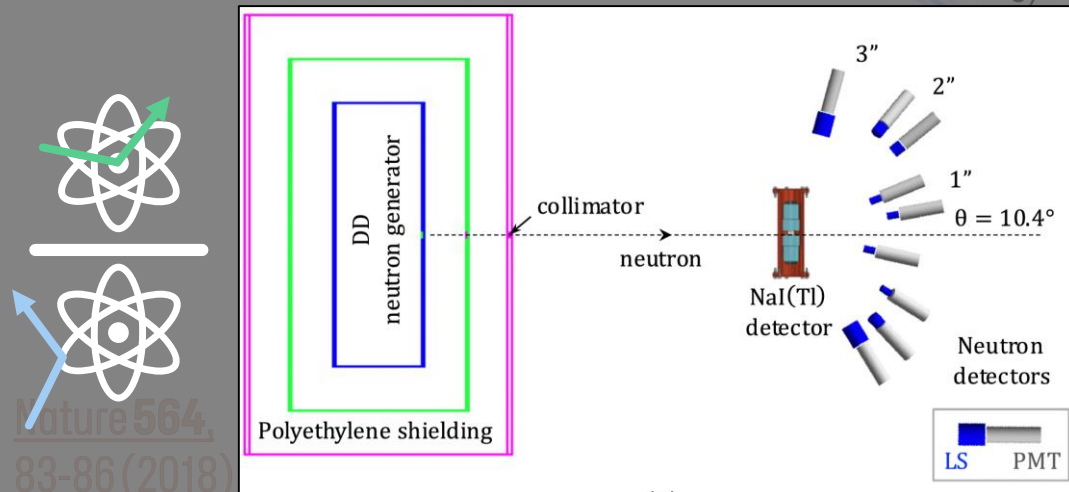 3”
2”
1”
θ = 10.4°
collimator
DD
neutron generator
neutron
NaI(Tl)
detector
Neutron
detectors
Polyethylene shielding
LS PMT
Nature 564,
83-86 (2018)